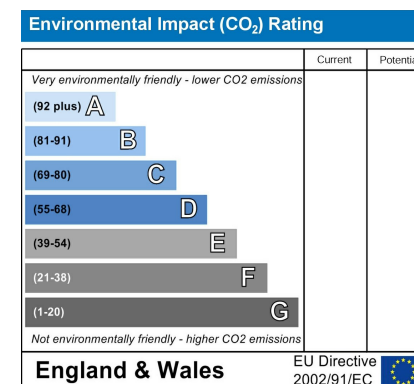 Environmental Impact (CO₂) Rating
Current Potentia
Very environmentally friendly - lower CO2 emissions
(92 plus) A
(81-91) B
(69-80) C
(55-68) D
(39-54) E
(21-38) F
(1-20) G
Not environmentally friendly - higher CO2 emissions
England & Wales
EU Directive
2002/91/EC